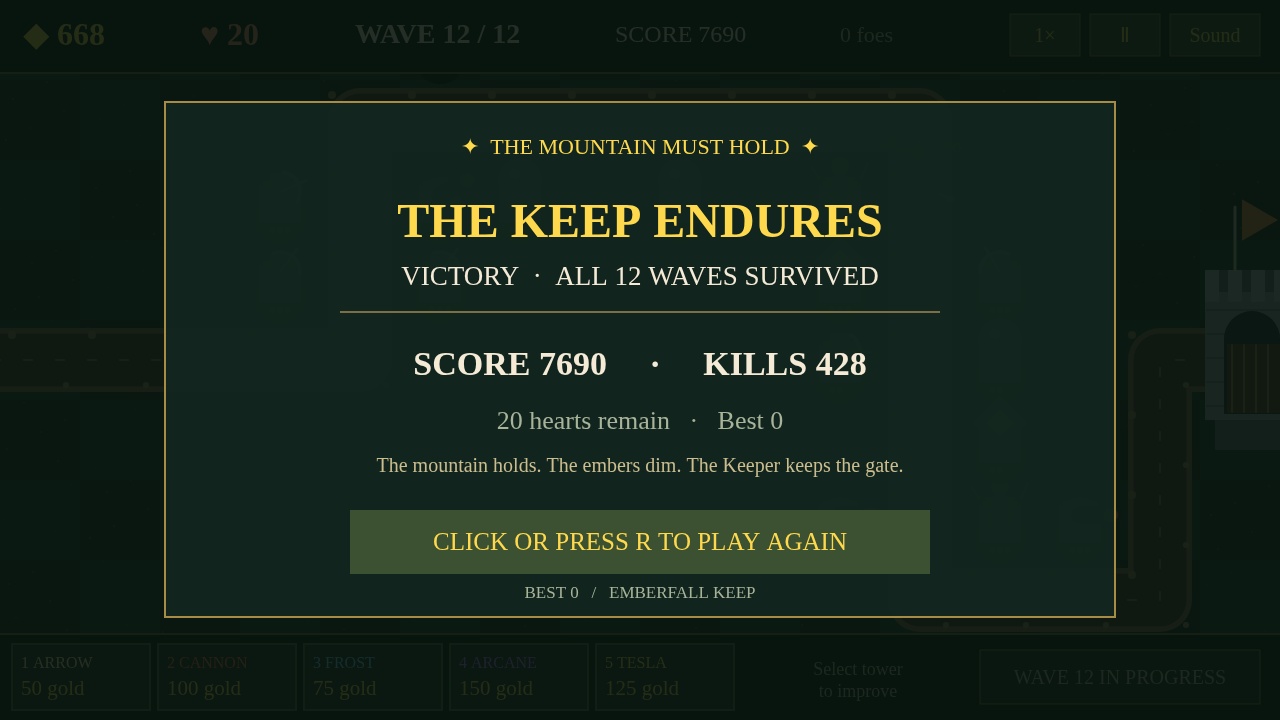 ◆ 668 ♥ 20 WAVE 12 / 12 SCORE 7690 0 foes 1× Ⅱ Sound
✦ THE MOUNTAIN MUST HOLD ✦
THE KEEP ENDURES
VICTORY · ALL 12 WAVES SURVIVED
SCORE 7690 · KILLS 428
20 hearts remain · Best 0
The mountain holds. The embers dim. The Keeper keeps the gate.
CLICK OR PRESS R TO PLAY AGAIN
BEST 0 / EMBERFALL KEEP
1 ARROW
50 gold
2 CANNON
100 gold
3 FROST
75 gold
4 ARCANE
150 gold
5 TESLA
125 gold
Select tower
to improve
WAVE 12 IN PROGRESS